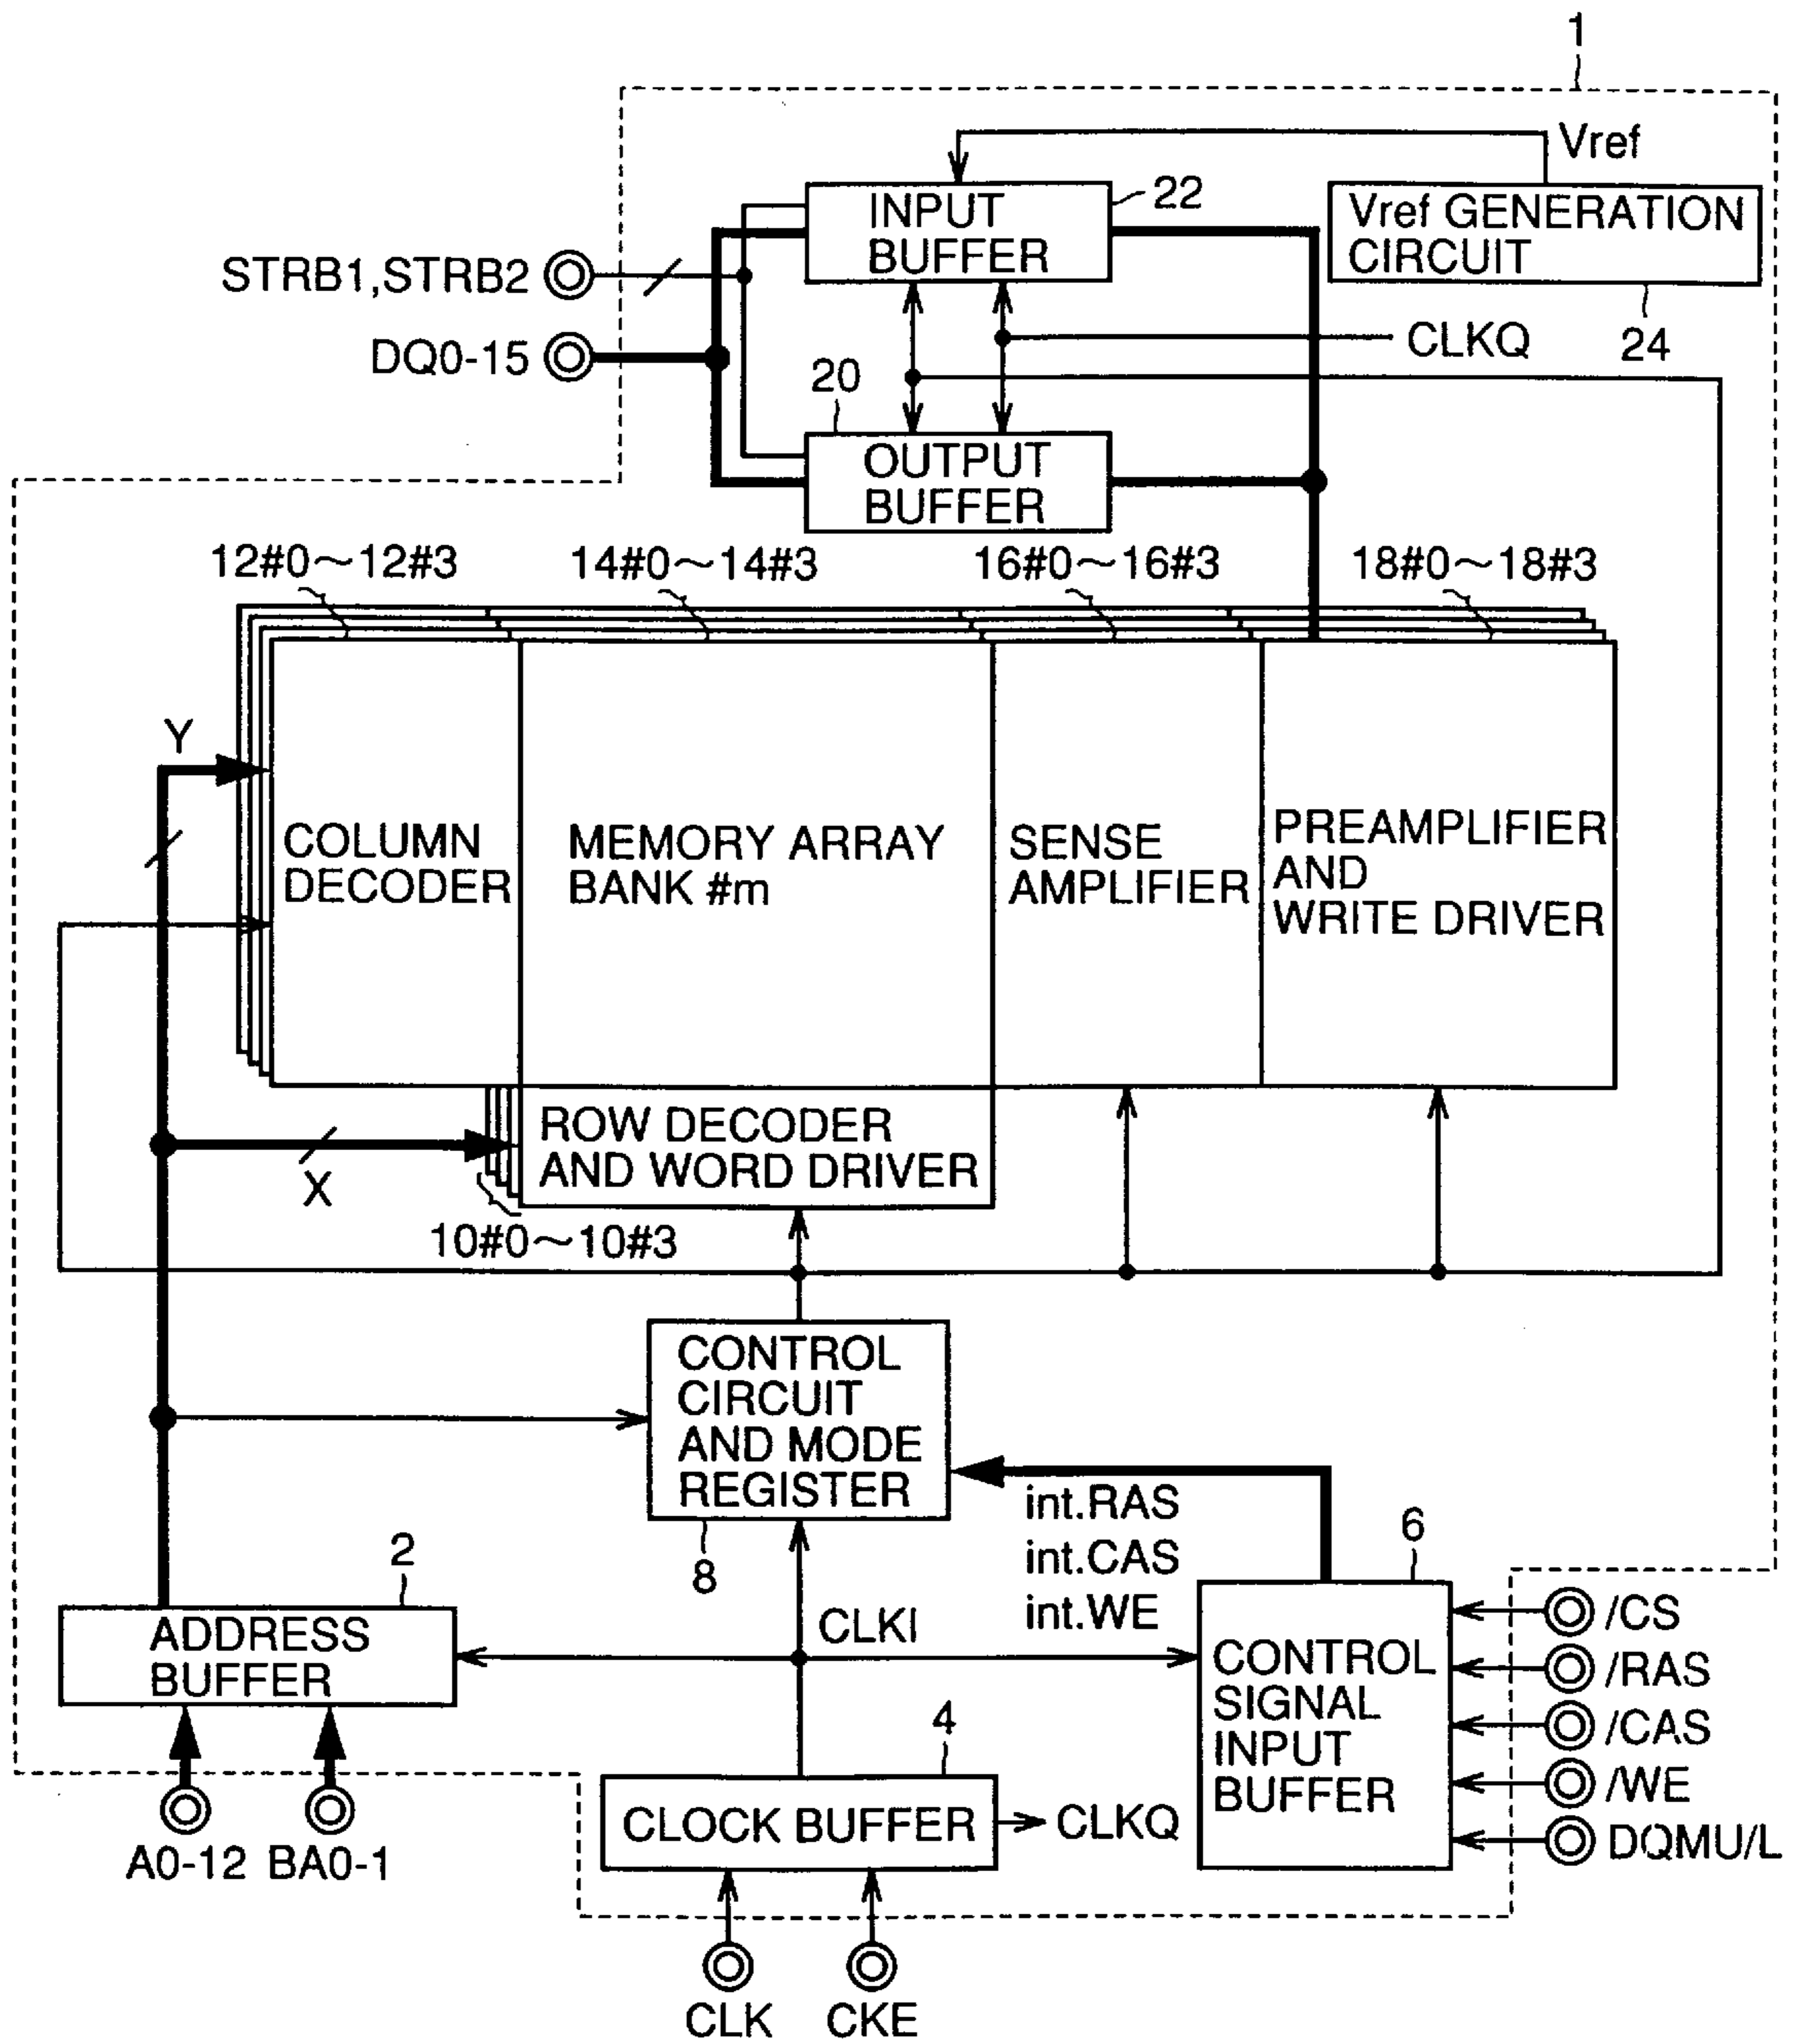 1
Vref
INPUT
BUFFER
22
Vref GENERATION
CIRCUIT
24
STRB1,STRB2
DQ0-15
CLKQ
20
OUTPUT
BUFFER
12#0~12#3
14#0~14#3
16#0~16#3
18#0~18#3
Y
COLUMN
DECODER
MEMORY ARRAY
BANK #m
SENSE
AMPLIFIER
PREAMPLIFIER
AND
WRITE DRIVER
X
ROW DECODER
AND WORD DRIVER
10#0~10#3
CONTROL
CIRCUIT
AND MODE
REGISTER
8
int.RAS
int.CAS
int.WE
6
2
ADDRESS
BUFFER
CLKI
CONTROL
SIGNAL
INPUT
BUFFER
/CS
/RAS
/CAS
/WE
DQMU/L
4
CLOCK BUFFER
CLKQ
A0-12
BA0-1
CLK
CKE